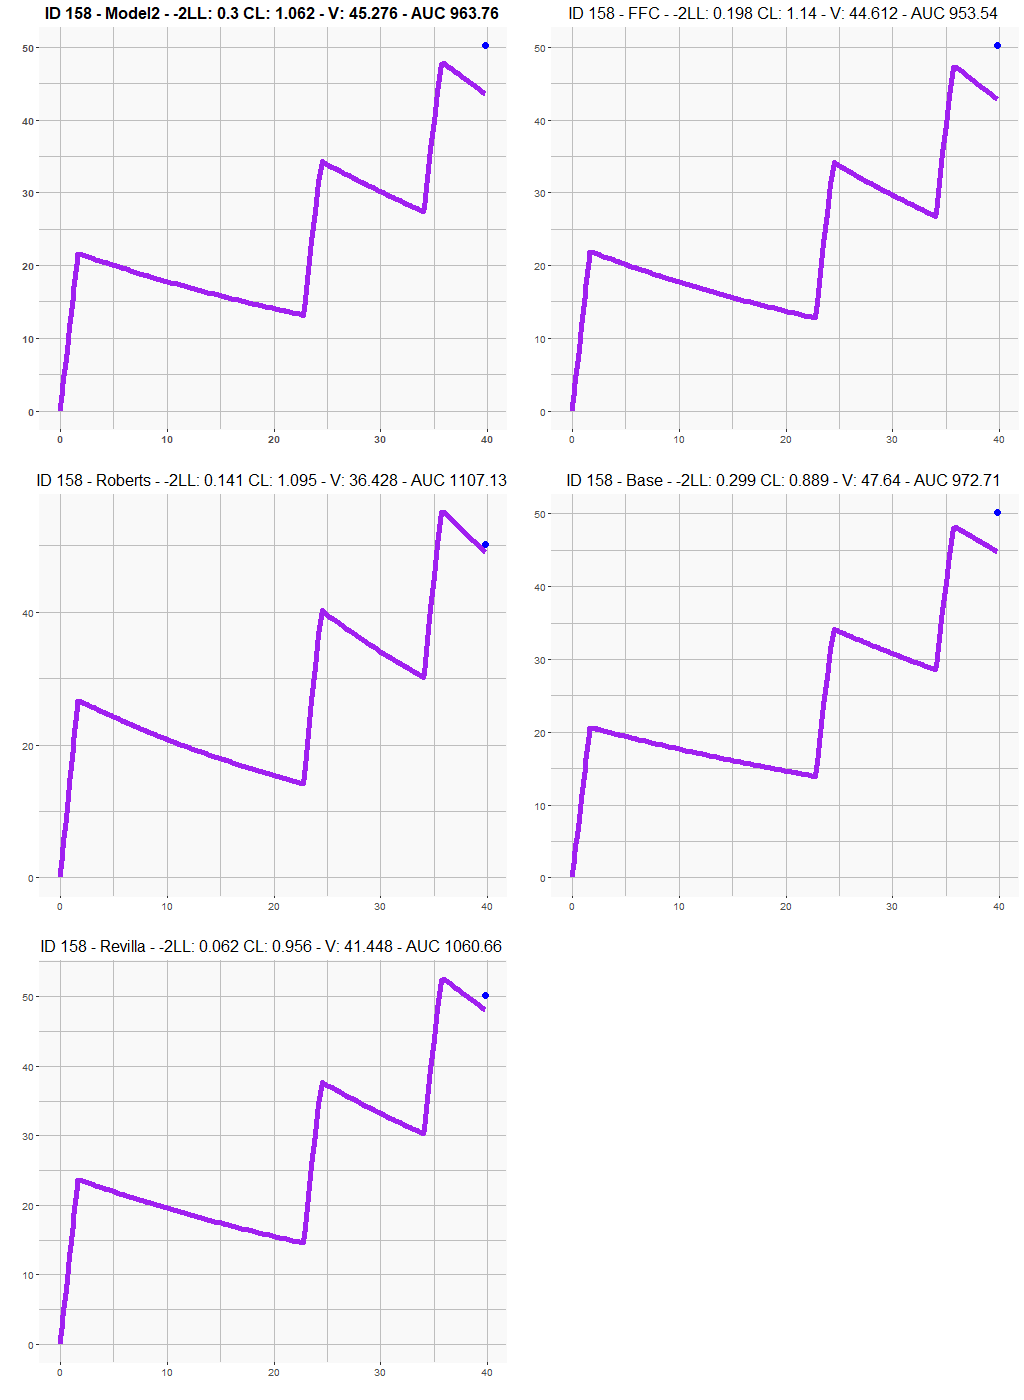 ID 158 - Model2 - -2LL: 0.3 CL: 1.062 - V: 45.276 - AUC 963.76
50
40
30
20
10
0
0 10 20 30 40
ID 158 - FFC - -2LL: 0.198 CL: 1.14 - V: 44.612 - AUC 953.54
50
40
30
20
10
0
0 10 20 30 40
ID 158 - Roberts - -2LL: 0.141 CL: 1.095 - V: 36.428 - AUC 1107.13
40
20
0
0 10 20 30 40
ID 158 - Base - -2LL: 0.299 CL: 0.889 - V: 47.64 - AUC 972.71
50
40
30
20
10
0
0 10 20 30 40
ID 158 - Revilla - -2LL: 0.062 CL: 0.956 - V: 41.448 - AUC 1060.66
50
40
30
20
10
0
0 10 20 30 40